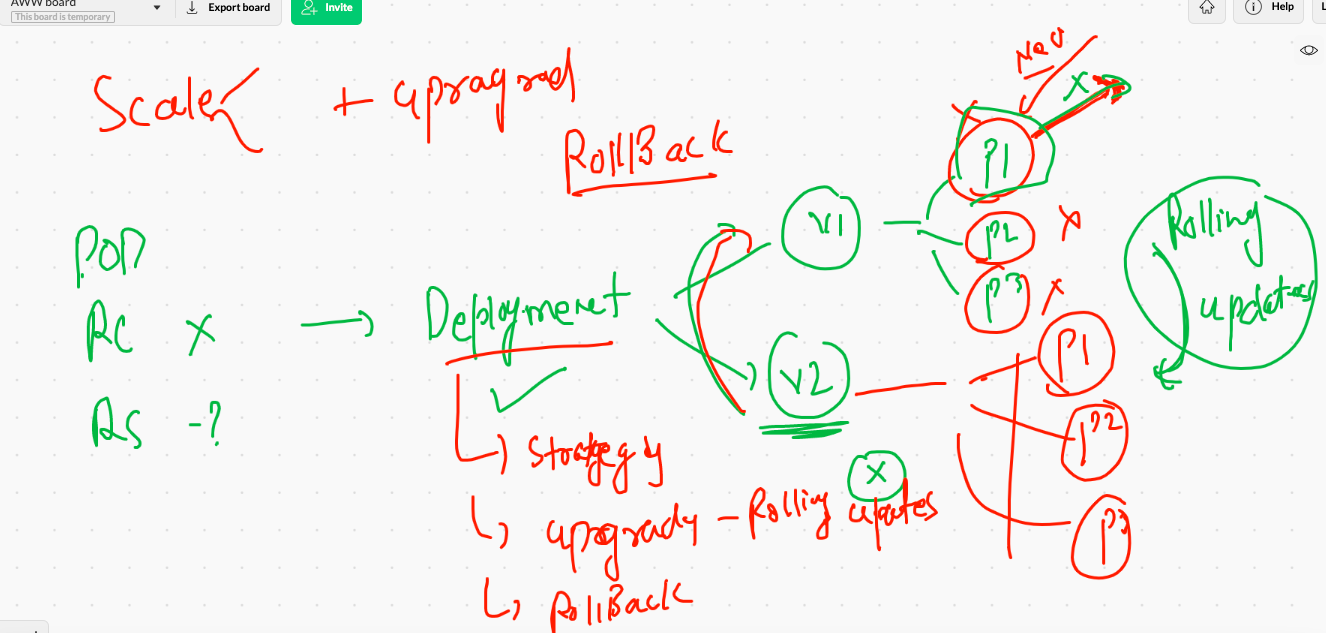 AWW board
This board is temporary
Export board
Invite
Help
Scale
+ upragrad
RollBack
New
X
P1
V1
P2 X
P3 X
Rolling
updates
POD
RC X
RS -?
Deployment
V2
P1
P2
P3
Strategy
X
upgrady - Rolling updates
RollBack